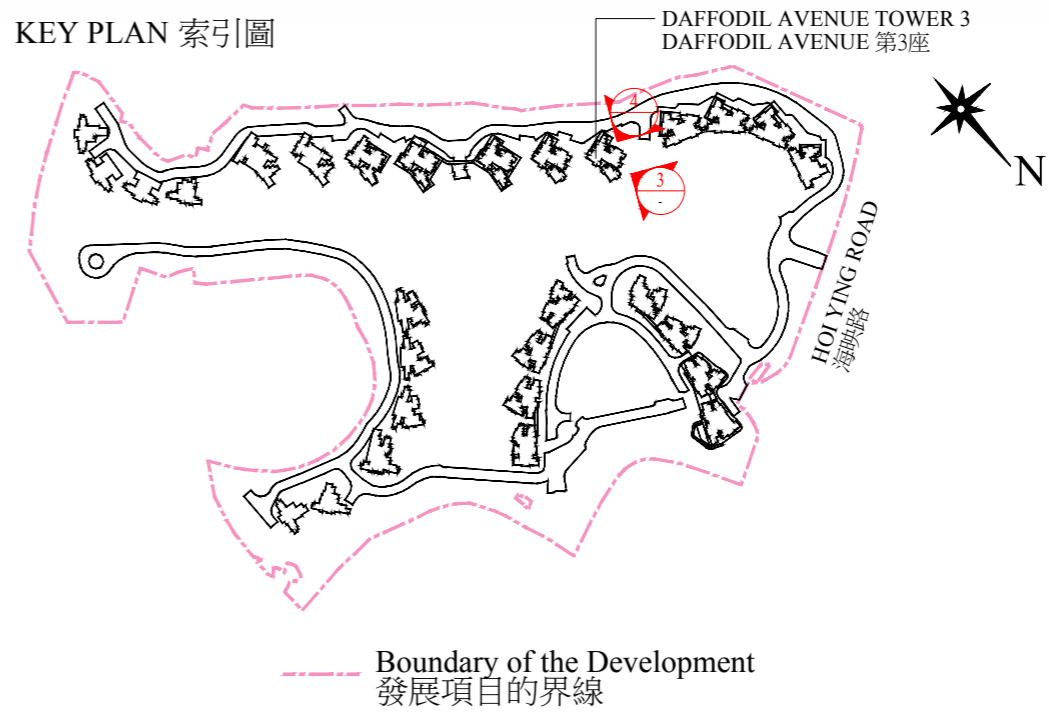 KEY PLAN 索引圖
DAFFODIL AVENUE TOWER 3
DAFFODIL AVENUE 第3座
4
-
3
-
N
HOI YING ROAD
海映路
Boundary of the Development
發展項目的界線